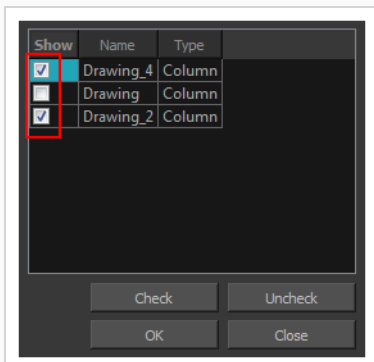 Show Name Type
Drawing_4 Column
Drawing Column
Drawing_2 Column
Check Uncheck
OK Close